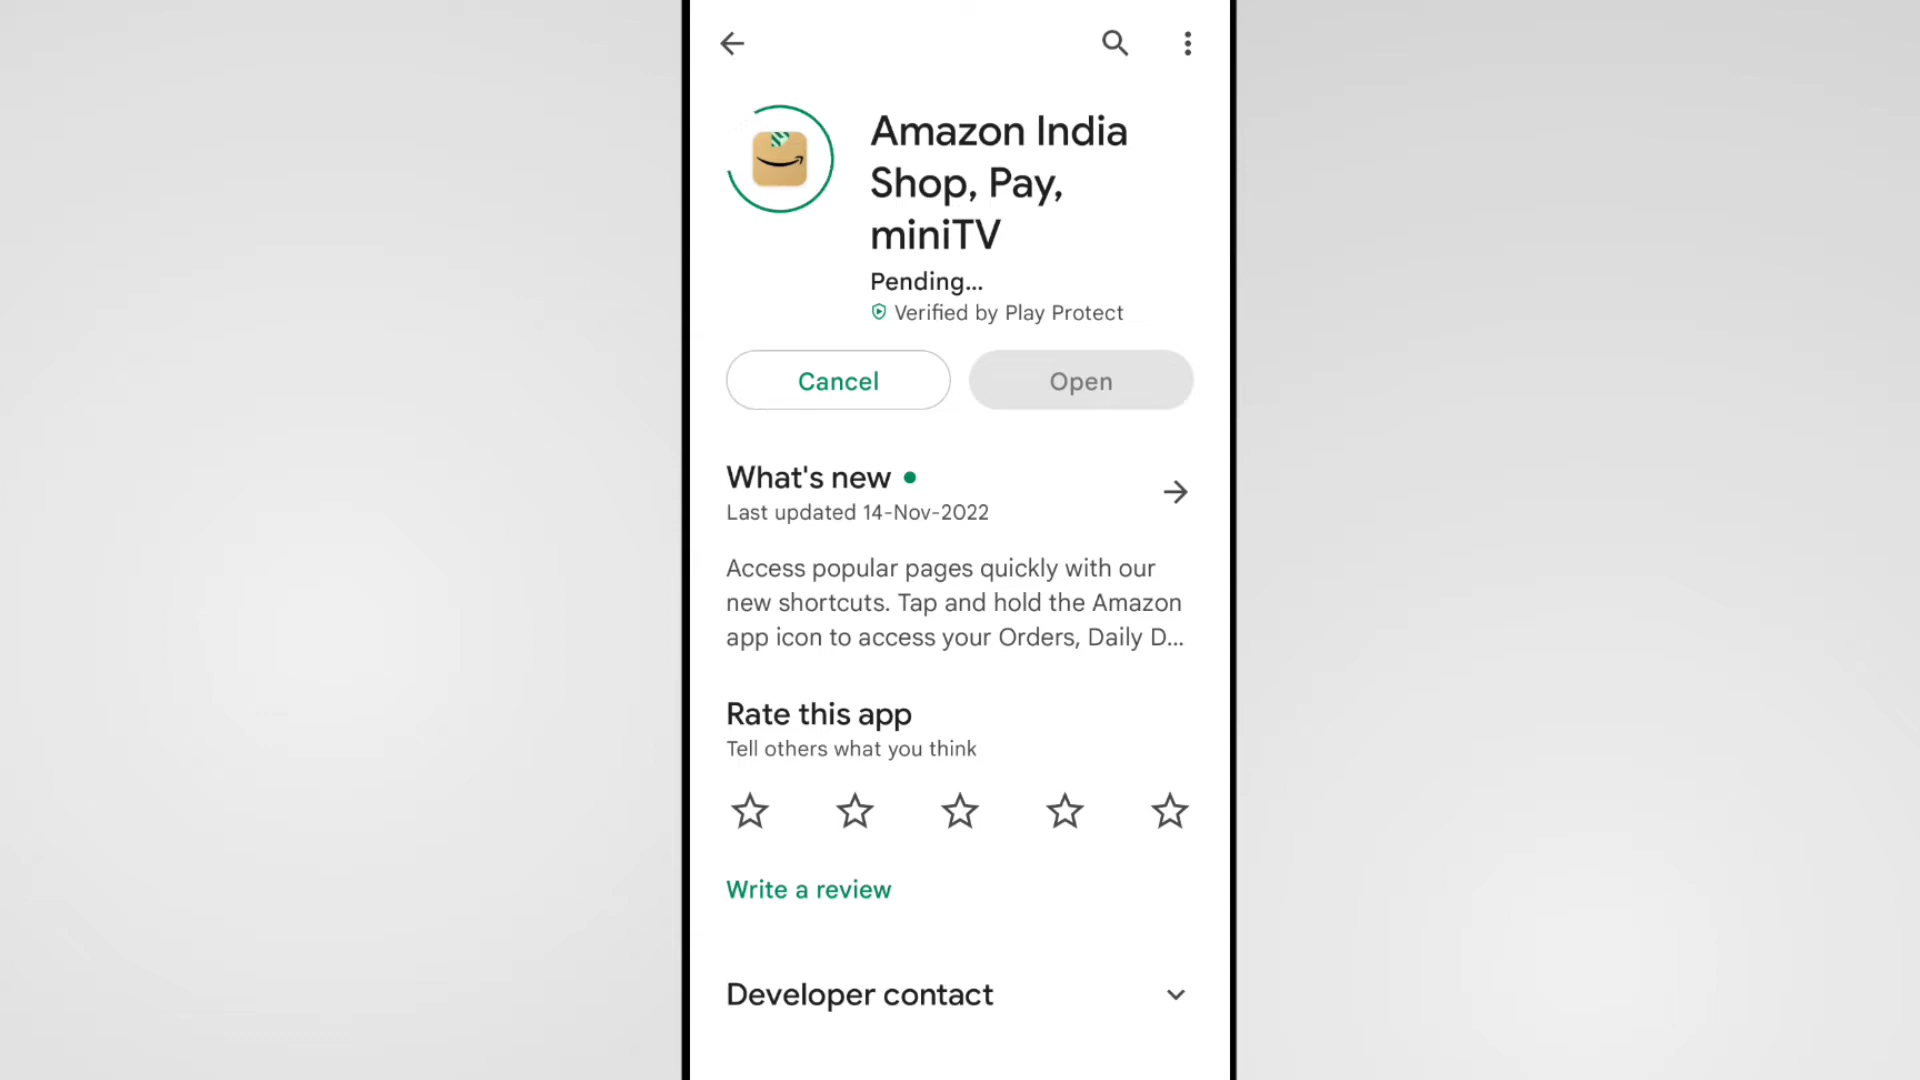 Amazon India
Shop, Pay,
miniTV
Pending...
Verified by Play Protect
Cancel
Open
What's new
Last updated 14-Nov-2022
Access popular pages quickly with our
new shortcuts. Tap and hold the Amazon
app icon to access your Orders, Daily D...
Rate this app
Tell others what you think
Write a review
Developer contact